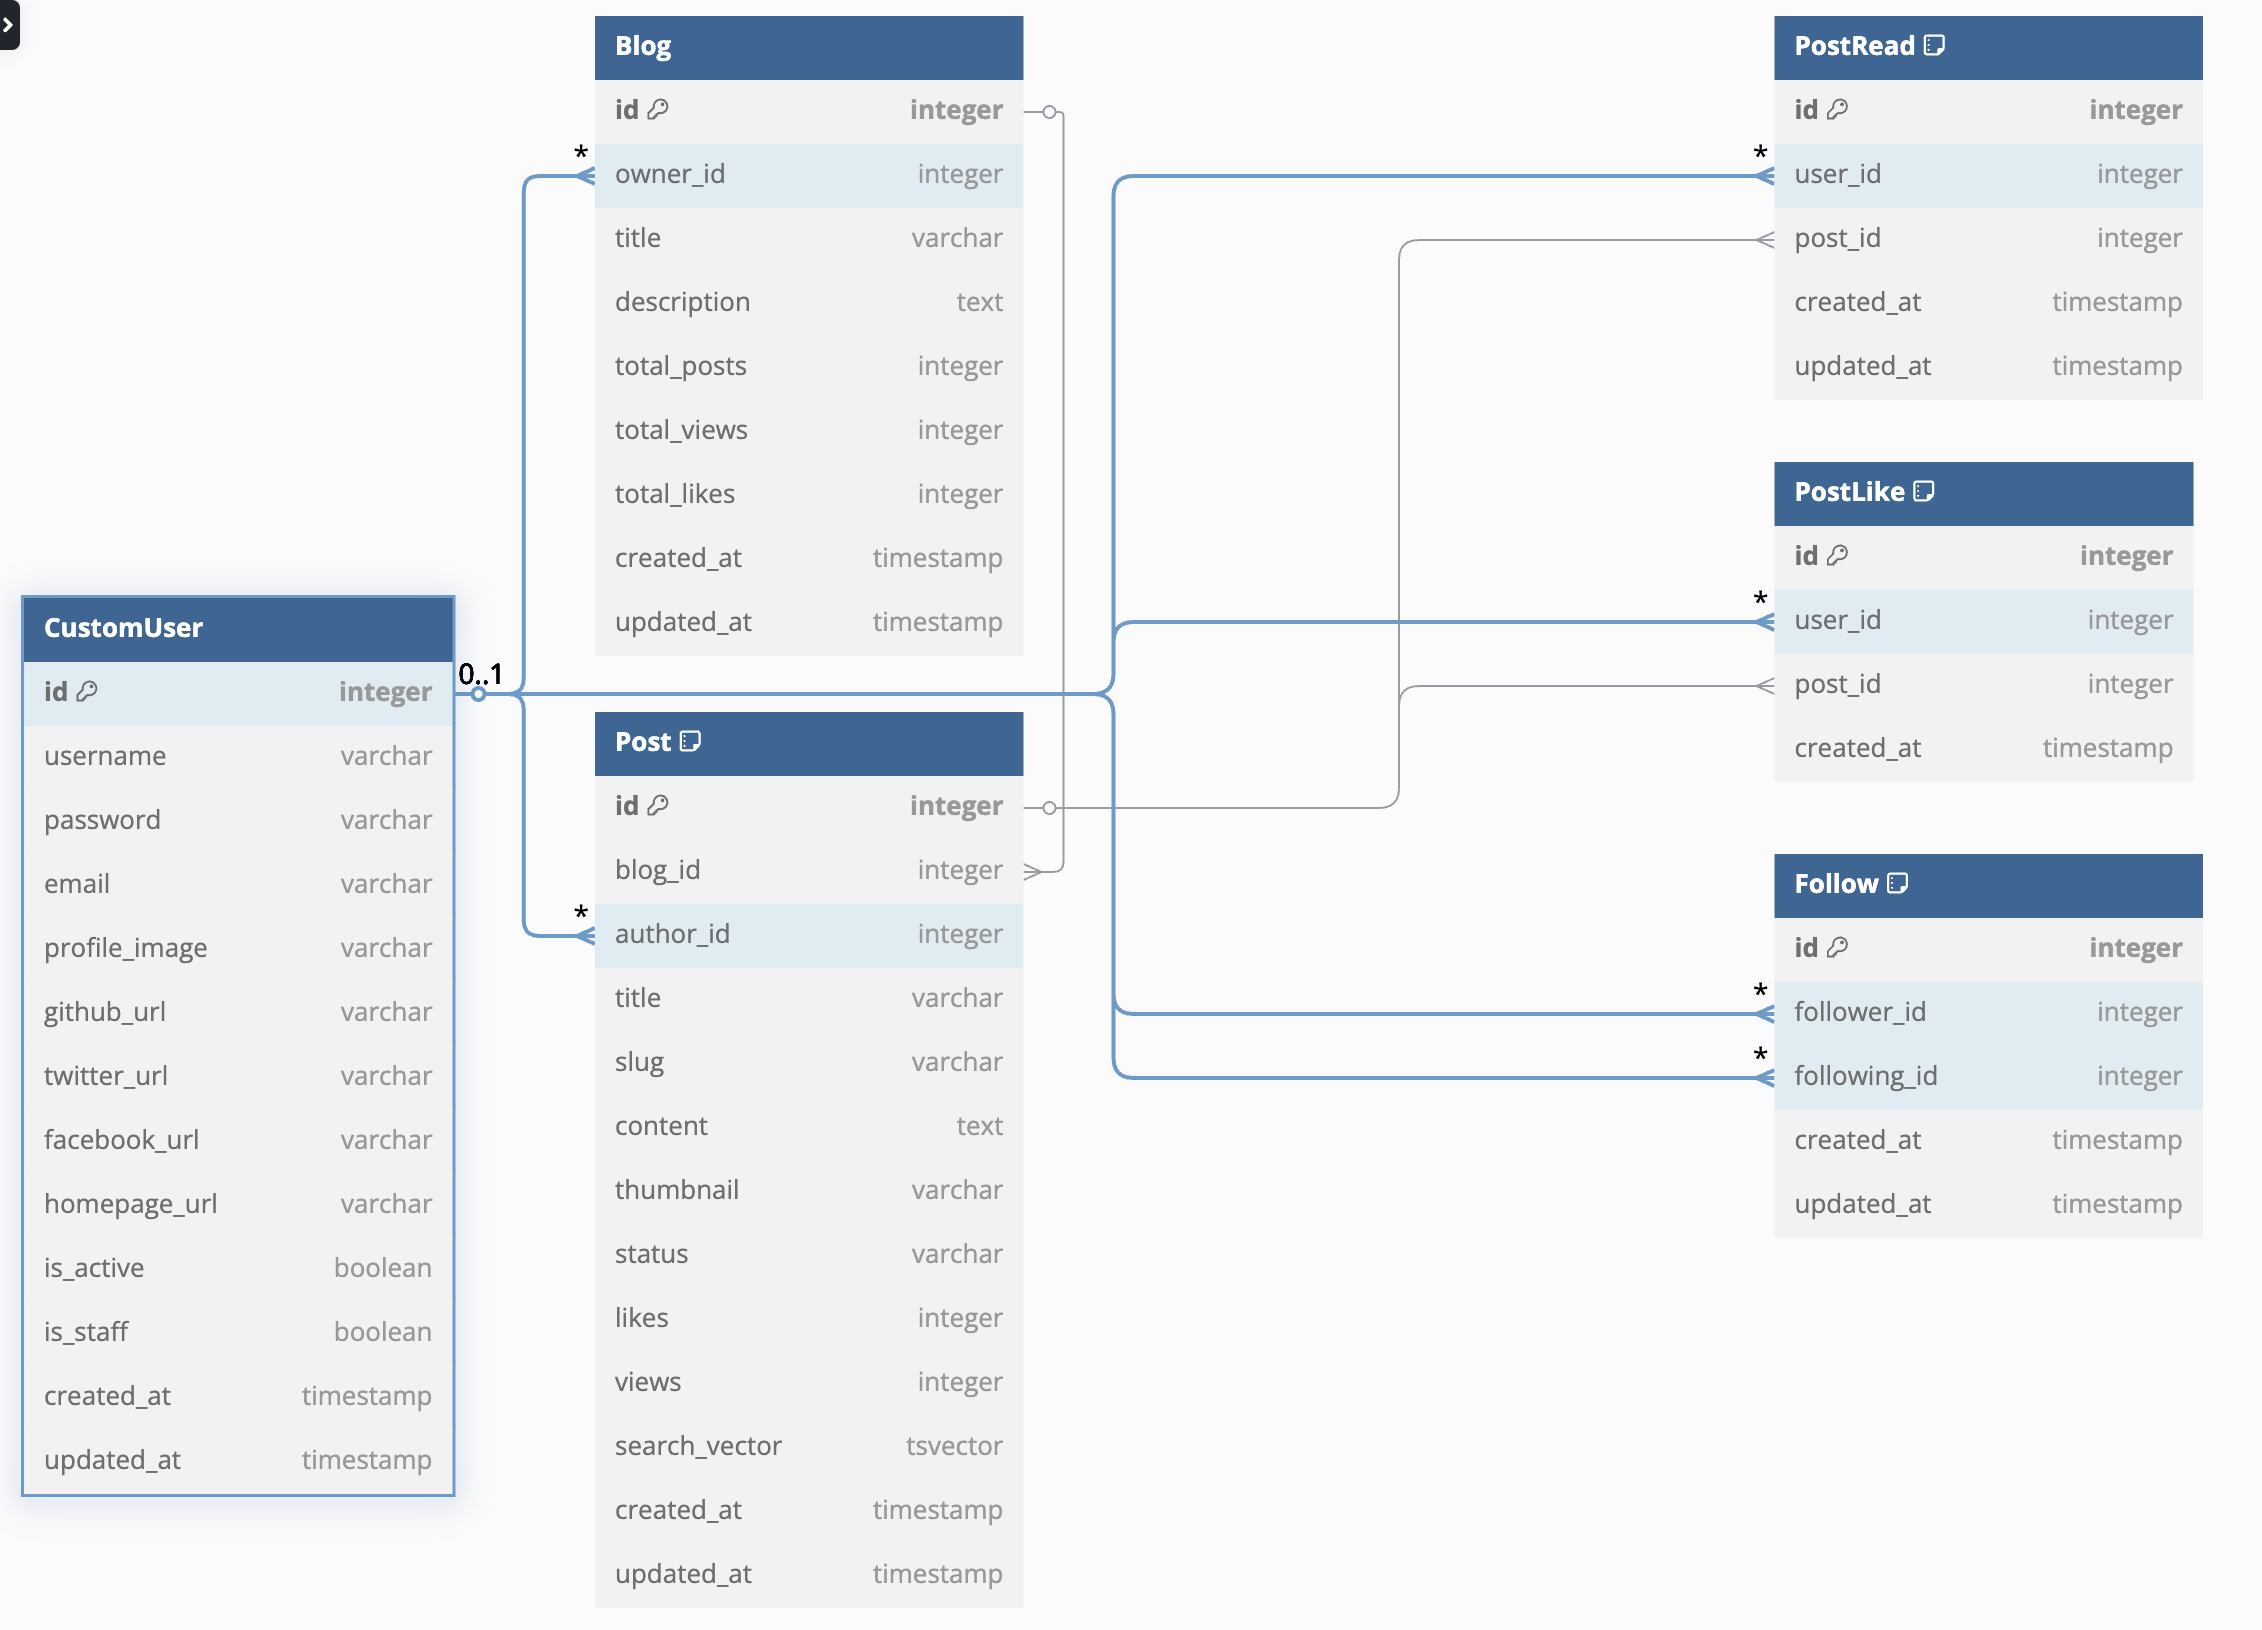 Blog
id integer
owner_id integer
title varchar
description text
total_posts integer
total_views integer
total_likes integer
created_at timestamp
updated_at timestamp
*
CustomUser
id integer
username varchar
password varchar
email varchar
profile_image varchar
github_url varchar
twitter_url varchar
facebook_url varchar
homepage_url varchar
is_active boolean
is_staff boolean
created_at timestamp
updated_at timestamp
0..1
Post
id integer
blog_id integer
*
author_id integer
title varchar
slug varchar
content text
thumbnail varchar
status varchar
likes integer
views integer
search_vector tsvector
created_at timestamp
updated_at timestamp
PostRead
id integer
*
user_id integer
post_id integer
created_at timestamp
updated_at timestamp
PostLike
id integer
*
user_id integer
post_id integer
created_at timestamp
Follow
id integer
*
follower_id integer
*
following_id integer
created_at timestamp
updated_at timestamp